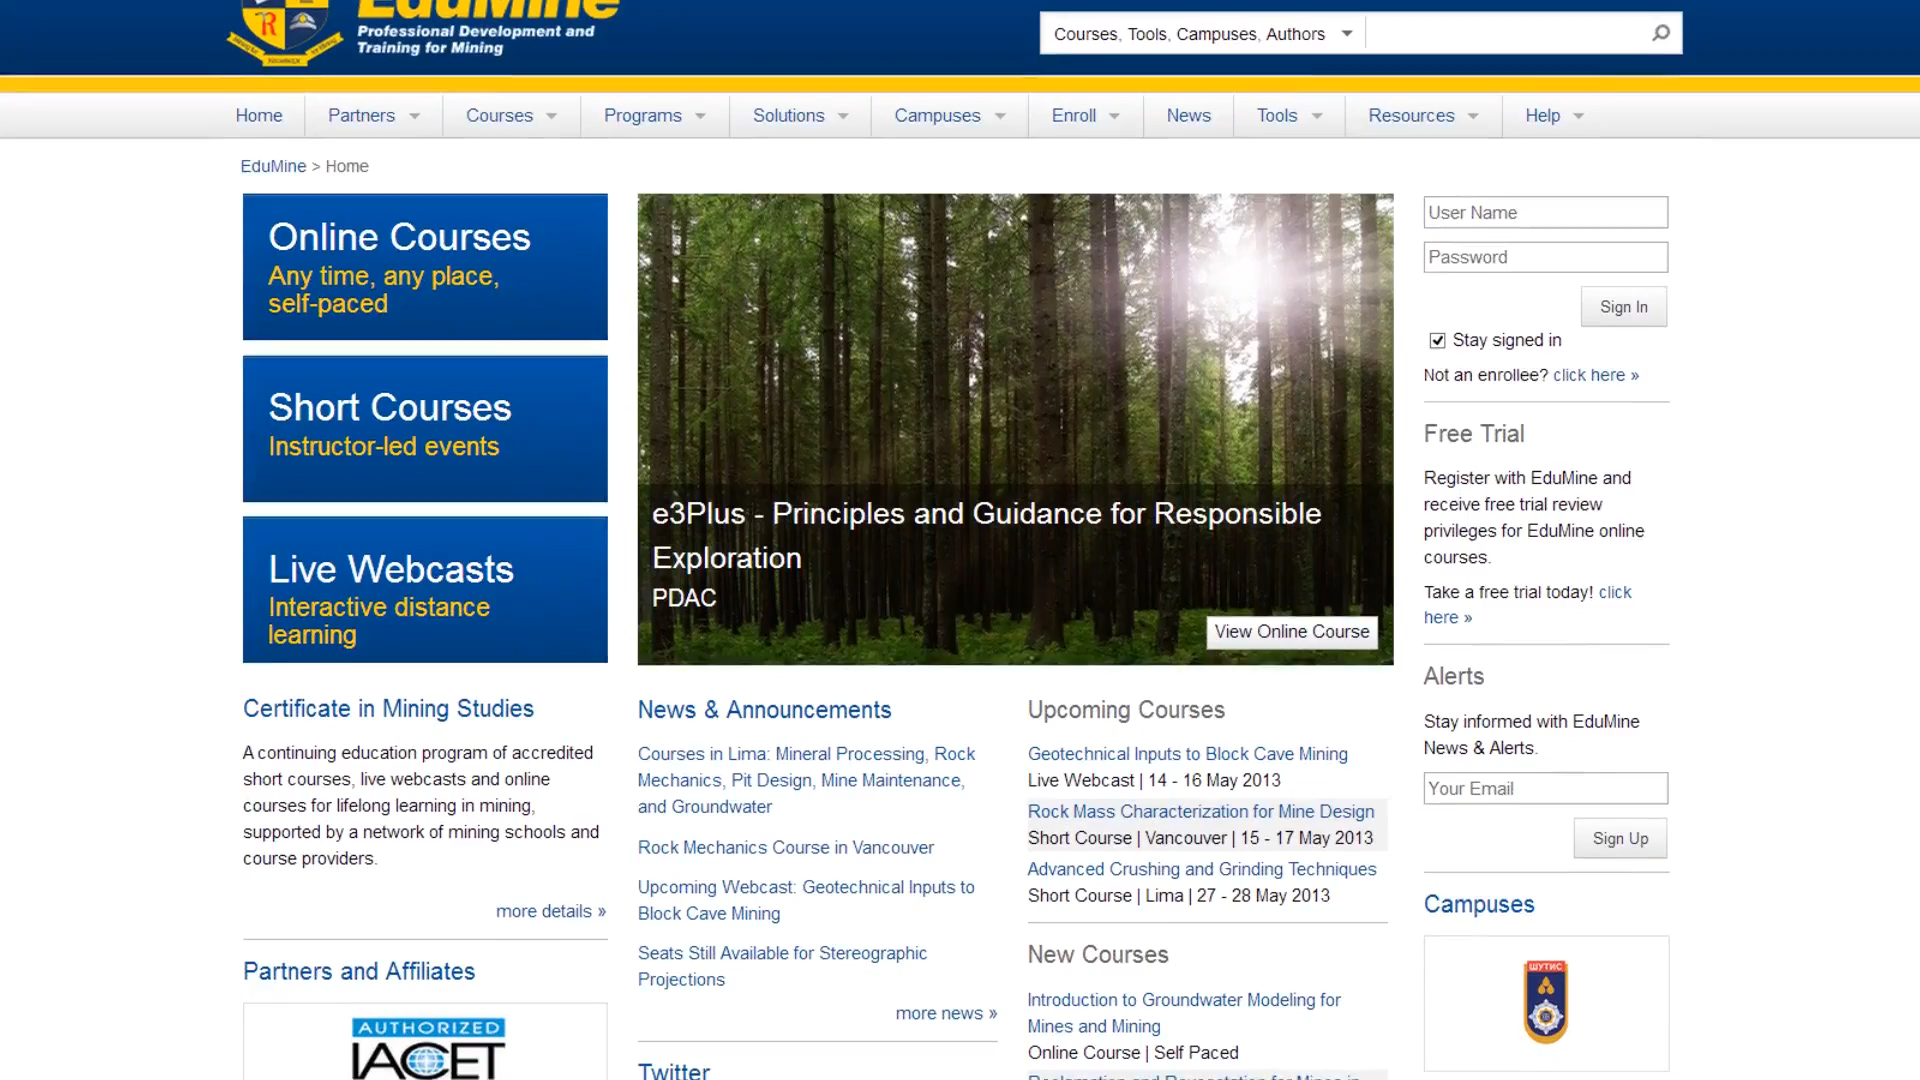 EduMine
Professional Development and
Training for Mining
Courses, Tools, Campuses, Authors
Home Partners Courses Programs Solutions Campuses Enroll News Tools Resources Help
EduMine > Home
Online Courses
Any time, any place,
self-paced
Short Courses
Instructor-led events
Live Webcasts
Interactive distance
learning
e3Plus - Principles and Guidance for Responsible
Exploration
PDAC
View Online Course
User Name
Password
Sign In
Stay signed in
Not an enrollee? click here »
Free Trial
Register with EduMine and
receive free trial review
privileges for EduMine online
courses.
Take a free trial today! click
here »
Alerts
Stay informed with EduMine
News & Alerts.
Your Email
Sign Up
Campuses
ШУТИС
Certificate in Mining Studies
A continuing education program of accredited
short courses, live webcasts and online
courses for lifelong learning in mining,
supported by a network of mining schools and
course providers.
more details »
Partners and Affiliates
AUTHORIZED
IACET
News & Announcements
Courses in Lima: Mineral Processing, Rock
Mechanics, Pit Design, Mine Maintenance,
and Groundwater
Rock Mechanics Course in Vancouver
Upcoming Webcast: Geotechnical Inputs to
Block Cave Mining
Seats Still Available for Stereographic
Projections
more news »
Twitter
Upcoming Courses
Geotechnical Inputs to Block Cave Mining
Live Webcast | 14 - 16 May 2013
Rock Mass Characterization for Mine Design
Short Course | Vancouver | 15 - 17 May 2013
Advanced Crushing and Grinding Techniques
Short Course | Lima | 27 - 28 May 2013
New Courses
Introduction to Groundwater Modeling for
Mines and Mining
Online Course | Self Paced
Reclamation and Revegetation for Mines in